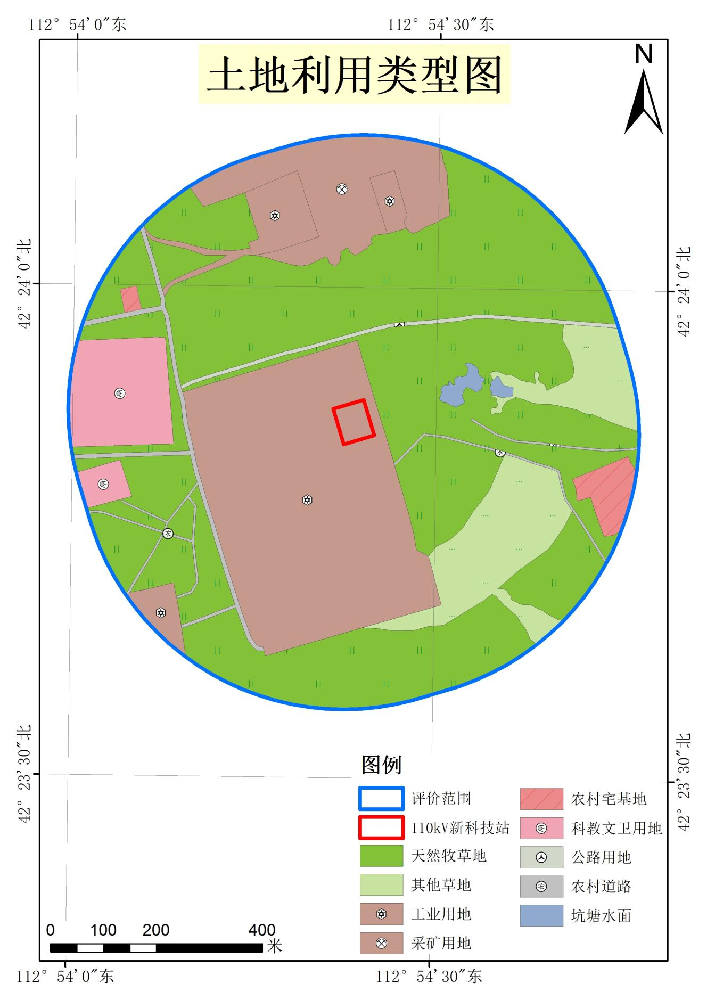 112° 54'0"东
112° 54'30"东
土地利用类型图
N
42° 24'0"北
42° 24'0"北
农
农
42° 23'30"北
42° 23'30"北
图例
评价范围
农村宅基地
110kV新科技站
科教文卫用地
天然牧草地
公路用地
其他草地
农
农村道路
工业用地
坑塘水面
采矿用地
0 100 200 400
米
112° 54'0"东
112° 54'30"东